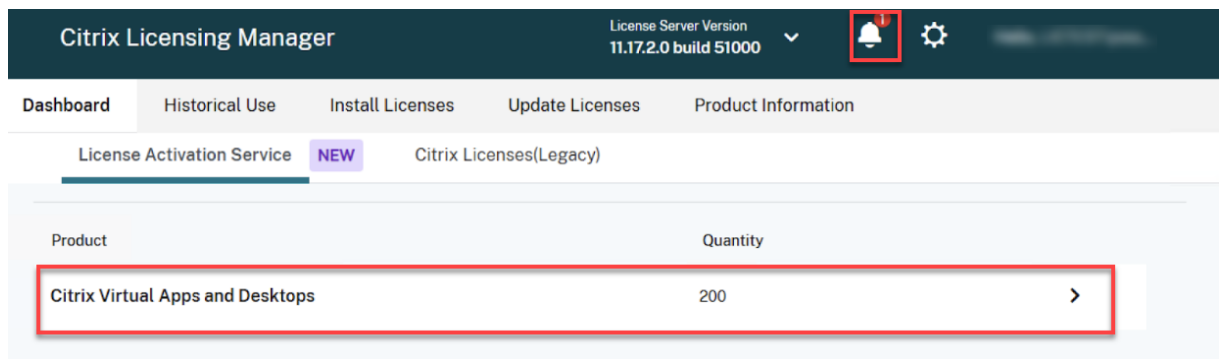 Citrix Licensing Manager
License Server Version
11.17.2.0 build 51000
1
Dashboard Historical Use Install Licenses Update Licenses Product Information
License Activation Service NEW Citrix Licenses(Legacy)
Product Quantity
Citrix Virtual Apps and Desktops 200